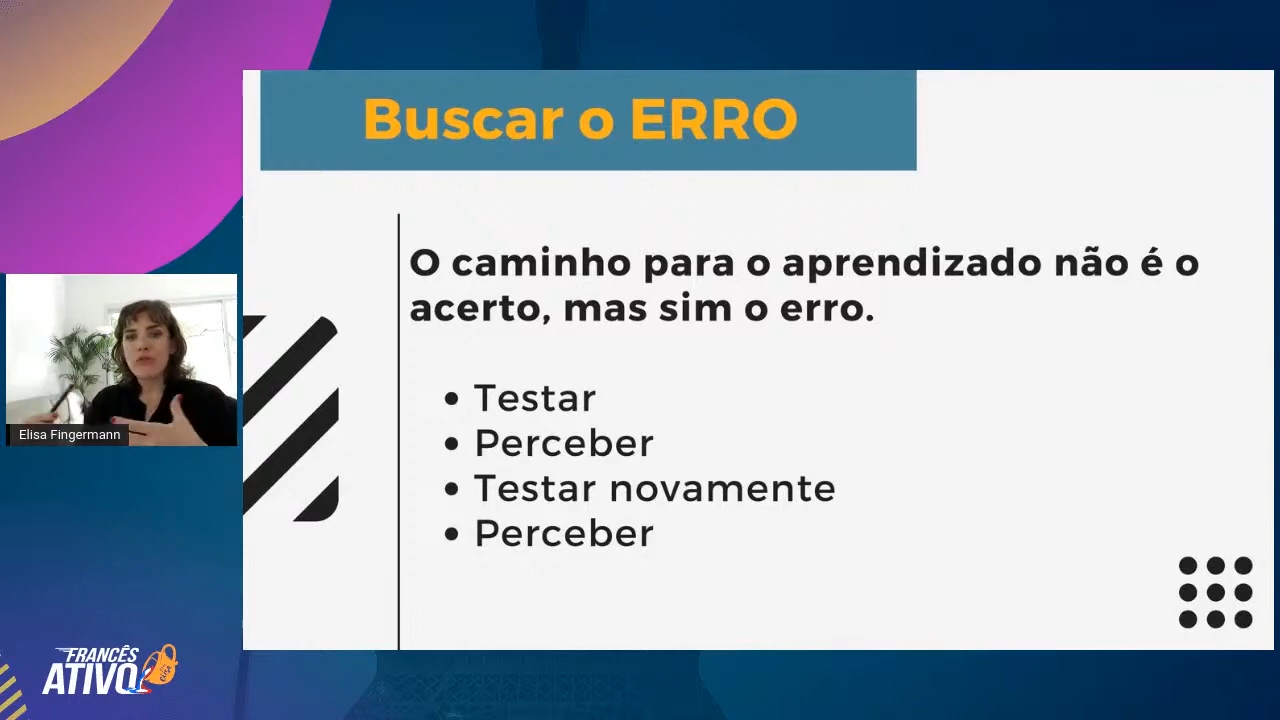 Buscar o ERRO
O caminho para o aprendizado não é o
acerto, mas sim o erro.
• Testar
• Perceber
• Testar novamente
• Perceber
Elisa Fingermann
FRANCÊS
ATIVO
elisa